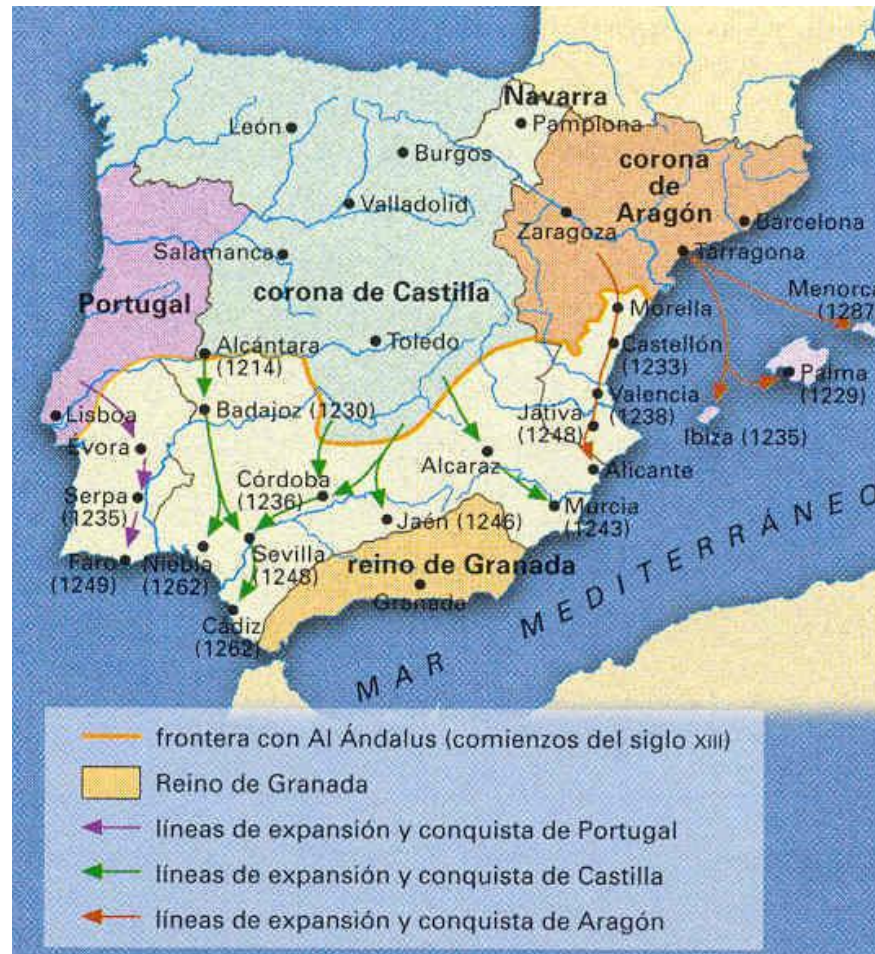 Navarra
León
Pamplona
Burgos
corona
de
Aragón
Valladolid
Zaragoza
Barcelona
Salamanca
Tarragona
Portugal
corona de Castilla
Menorca
(1287)
Morella
Alcántara
(1214)
Toledo
Castellón
(1233)
Palma
(1229)
Lisboa
Badajoz (1230)
Valencia
(1238)
Játiva
(1248)
Ibiza (1235)
Évora
Alcaraz
Alicante
Córdoba
(1236)
Serpa
(1235)
Jaén (1246)
Murcia
(1243)
Faro
(1249)
Niebla
(1262)
Sevilla
(1248)
reino de Granada
Granada
Cádiz
(1262)
MAR MEDITERRÁNEO
frontera con Al Ándalus (comienzos del siglo XIII)
Reino de Granada
líneas de expansión y conquista de Portugal
líneas de expansión y conquista de Castilla
líneas de expansión y conquista de Aragón